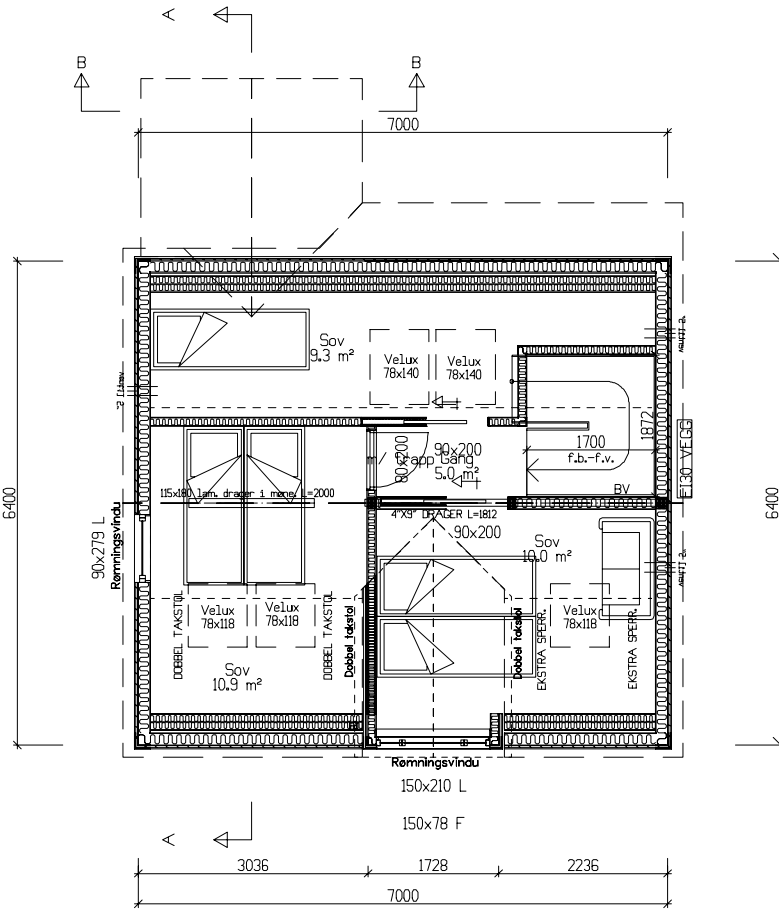 A
B
B
7000
Sov
9.3 m²
Velux
78x140
Velux
78x140
1872
1700
f.b.-f.v.
EI30 VEGG
80x200
90x200
Gang
5.0 m²
6400
6400
115x180 lam. drager i møne L=2000
BV
4"X9" DRAGER L=1812
90x200
Sov
10.0 m²
90x279 L
Rømningsvindu
Velux
78x118
Velux
78x118
Velux
78x118
DOBBEL TAKSTOL
DOBBEL TAKSTOL
Dobbel takstol
Dobbel takstol
EKSTRA SPERR.
EKSTRA SPERR.
Sov
10.9 m²
Rømningsvindu
150x210 L
150x78 F
A
3036
1728
2236
7000